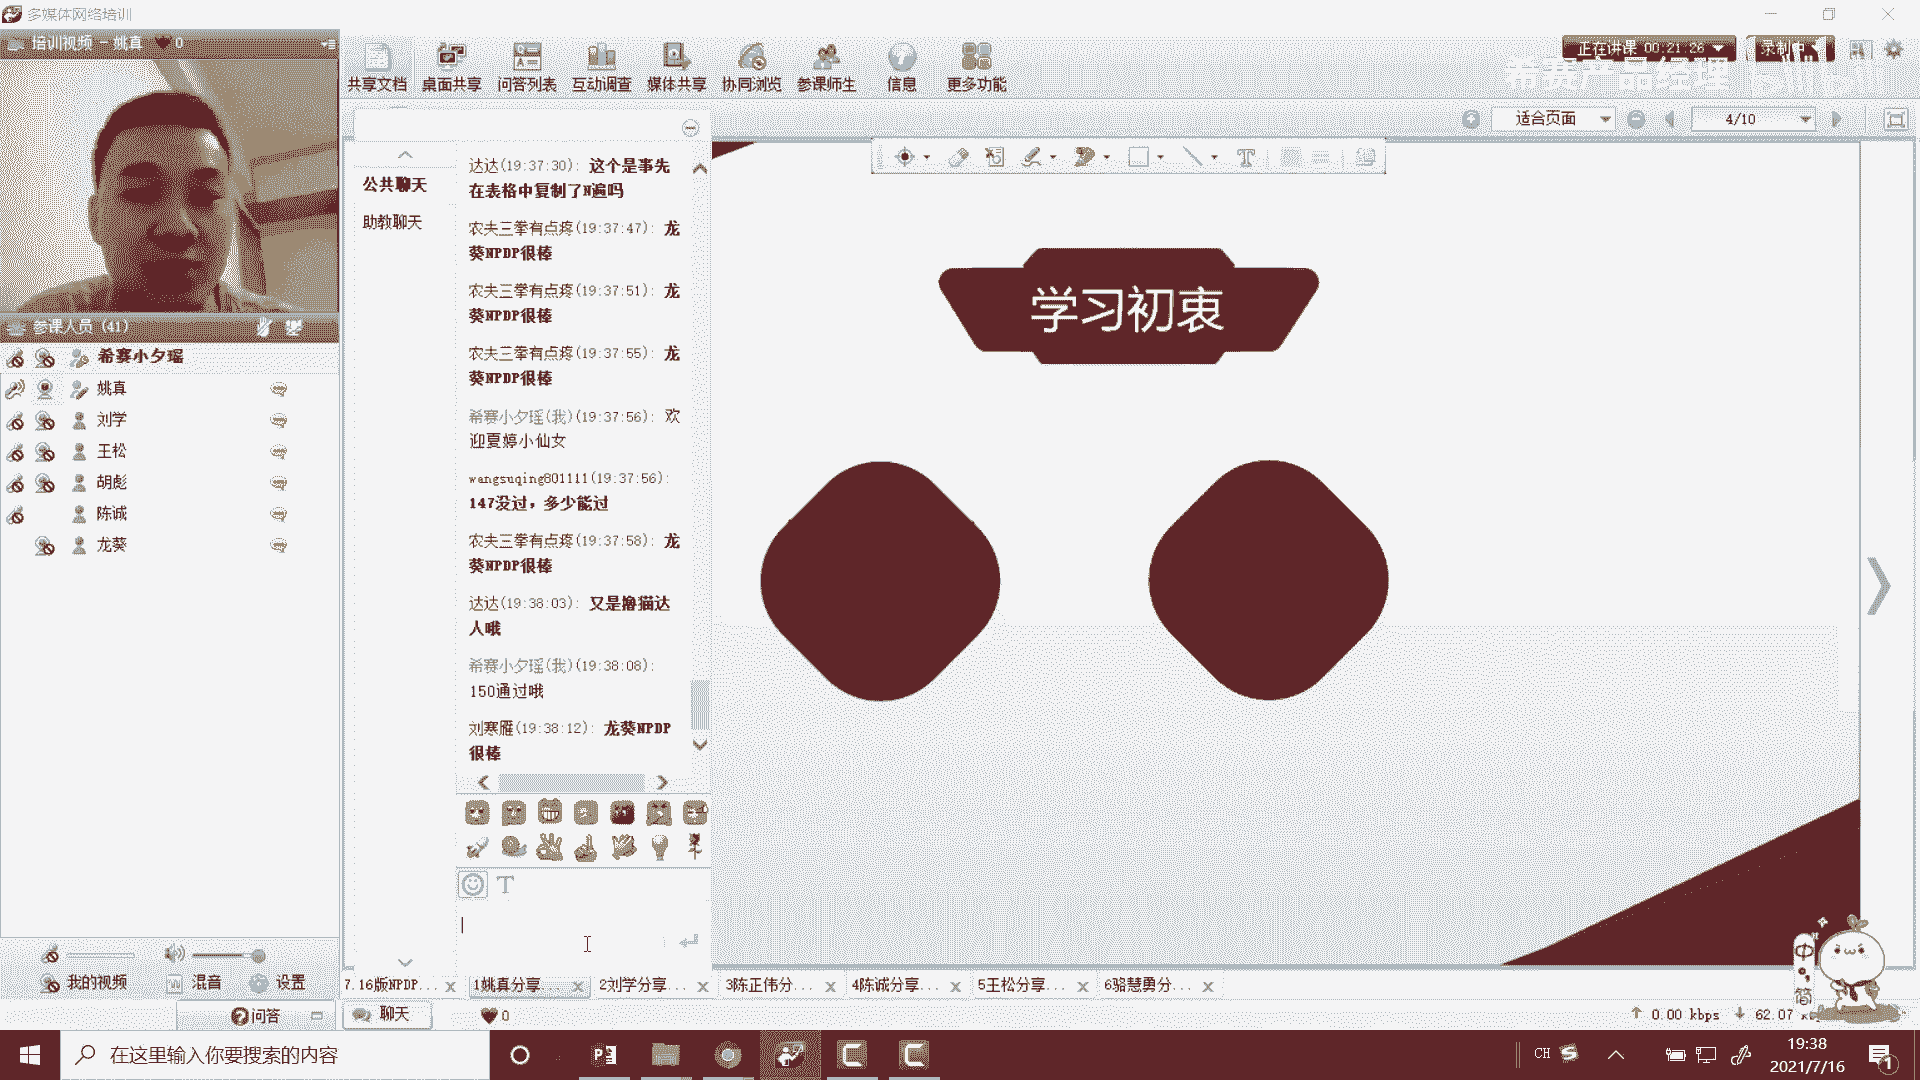 多媒体网络培训
培训视频 - 姚真 0
共享文档 桌面共享 问答列表 互动调查 媒体共享 协同浏览 参课师生 信息 更多功能
正在讲课 00:21:26 录制中
希赛产品经理 bilibili
适合页面
4/10
公共聊天
助教聊天
达达(19:37:30): 这个是事先
在表格中复制了N遍吗
农夫三拳有点疼(19:37:47): 龙
葵NPDP很棒
农夫三拳有点疼(19:37:51): 龙
葵NPDP很棒
农夫三拳有点疼(19:37:55): 龙
葵NPDP很棒
希赛小夕瑶(我)(19:37:56): 欢
迎夏婷小仙女
wangsuqing801111(19:37:56):
147没过，多少能过
农夫三拳有点疼(19:37:58): 龙
葵NPDP很棒
达达(19:38:03): 又是撸猫达
人哦
希赛小夕瑶(我)(19:38:08):
150通过哦
刘寒雁(19:38:12): 龙葵NPDP
很棒
学习初衷
参课人员 (41)
希赛小夕瑶
姚真
刘学
王松
胡彪
陈诚
龙葵
T
我的视频 混音 设置
问答
聊天
0
7.16版NPDP... 1姚真分享... 2刘学分享... 3陈正伟分... 4陈诚分享... 5王松分享... 6骆慧勇分...
0.00 kbps 62.07
中
简
在这里输入你要搜索的内容
CH
19:38
2021/7/16
1